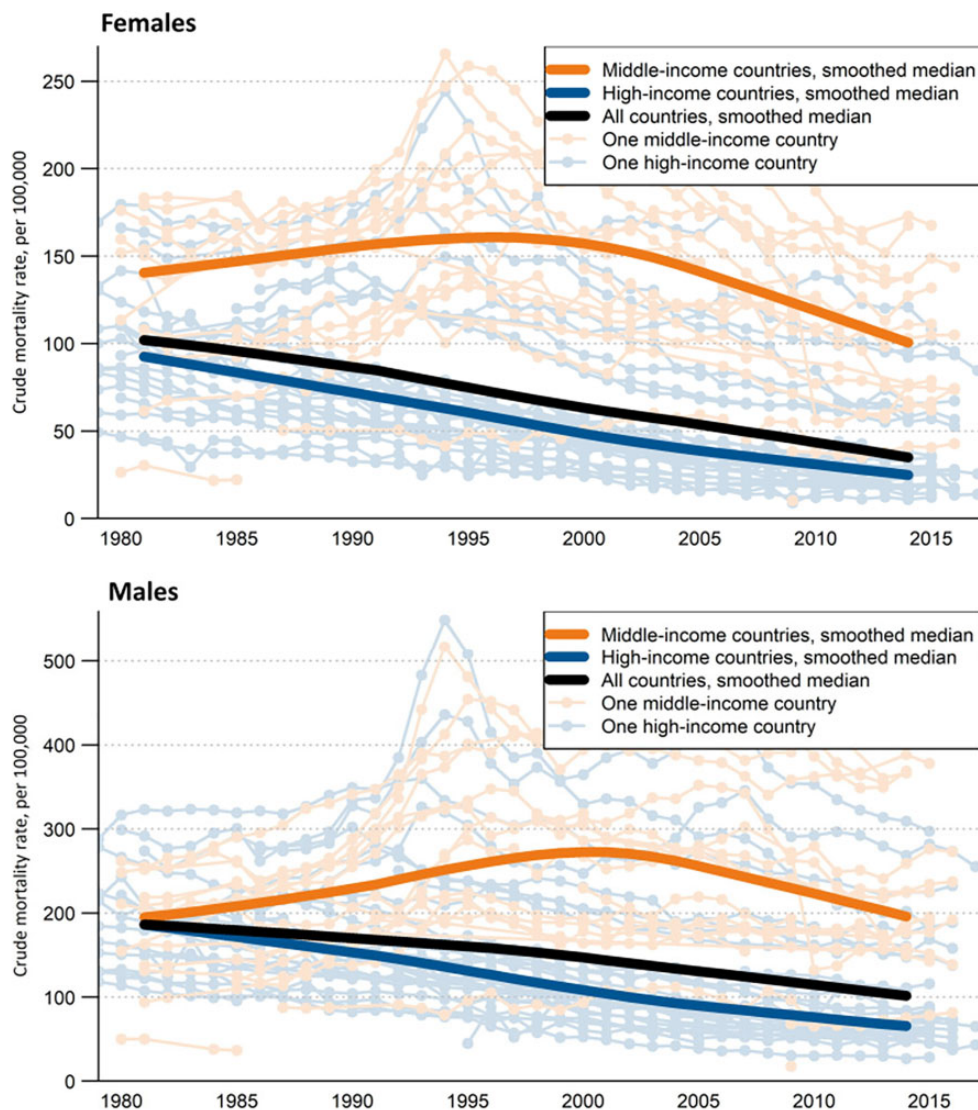 Females
Crude mortality rate, per 100,000
250
200
150
100
50
0
Middle-income countries, smoothed median
High-income countries, smoothed median
All countries, smoothed median
One middle-income country
One high-income country
1980 1985 1990 1995 2000 2005 2010 2015
Males
Crude mortality rate, per 100,000
500
400
300
200
100
0
Middle-income countries, smoothed median
High-income countries, smoothed median
All countries, smoothed median
One middle-income country
One high-income country
1980 1985 1990 1995 2000 2005 2010 2015